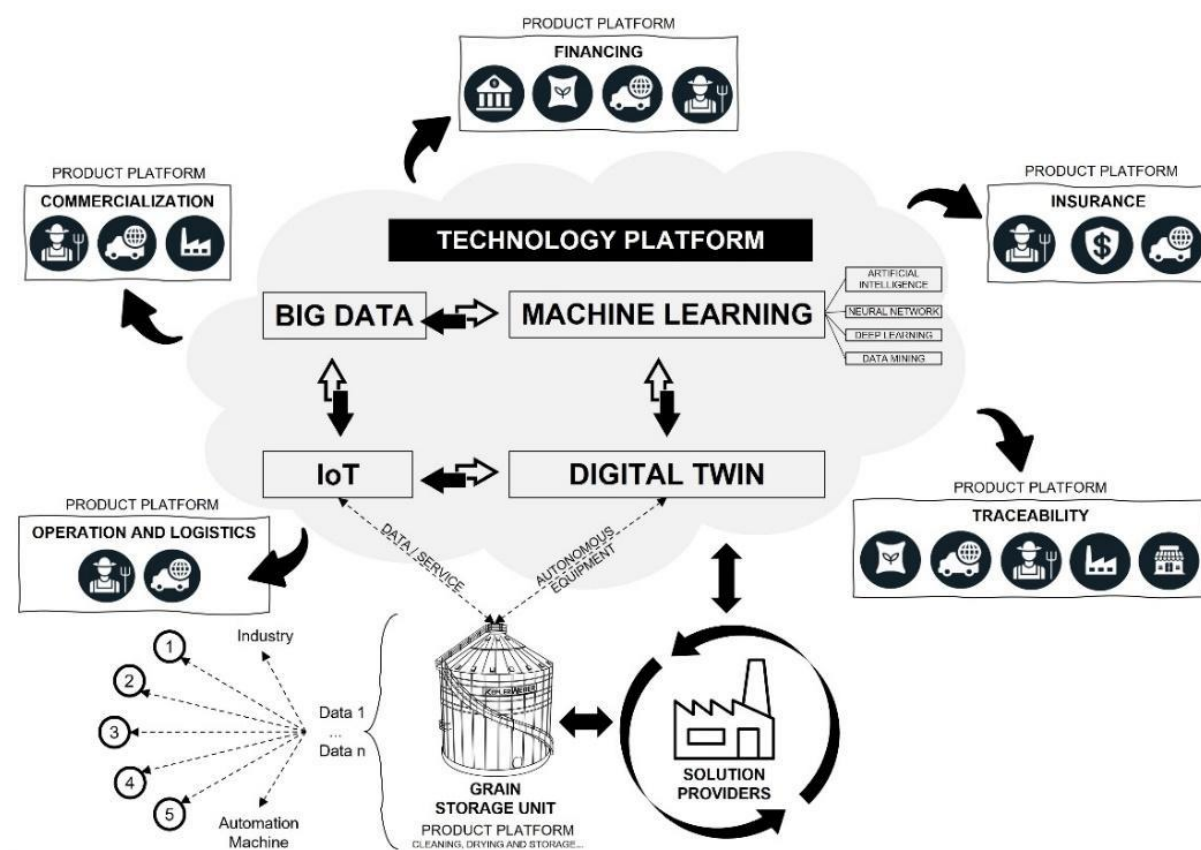 PRODUCT PLATFORM
FINANCING
PRODUCT PLATFORM
COMMERCIALIZATION
PRODUCT PLATFORM
INSURANCE
TECHNOLOGY PLATFORM
BIG DATA
MACHINE LEARNING
ARTIFICIAL
INTELLIGENCE
NEURAL NETWORK
DEEP LEARNING
DATA MINING
IoT
DIGITAL TWIN
PRODUCT PLATFORM
OPERATION AND LOGISTICS
PRODUCT PLATFORM
TRACEABILITY
DATA / SERVICE
AUTONOMOUS
EQUIPMENT
1
2
3
4
5
Industry
Data 1
...
Data n
Automation
Machine
KEPLERWEBER
GRAIN
STORAGE UNIT
PRODUCT PLATFORM
CLEANING, DRYING AND STORAGE...
SOLUTION
PROVIDERS